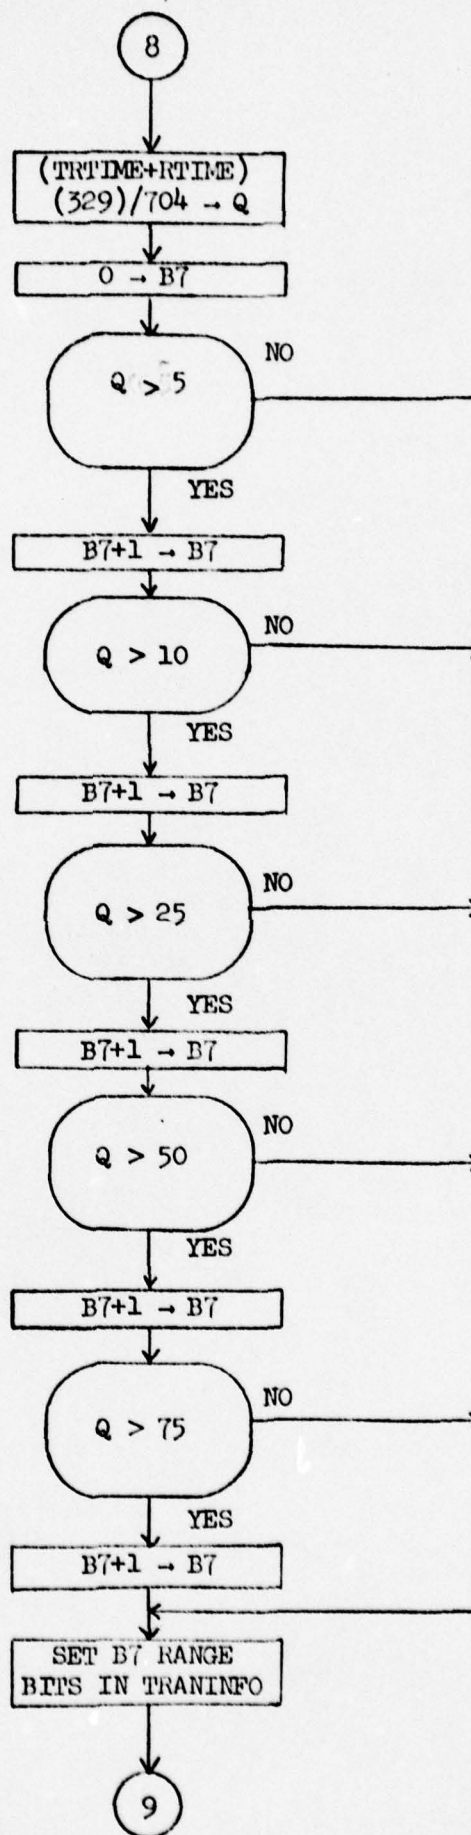 8
(TRTIME+RTIME)
(329)/704 → Q
0 → B7
Q > 5
NO
YES
B7+1 → B7
Q > 10
NO
YES
B7+1 → B7
Q > 25
NO
YES
B7+1 → B7
Q > 50
NO
YES
B7+1 → B7
Q > 75
NO
YES
B7+1 → B7
SET B7 RANGE
BITS IN TRANINFO
9